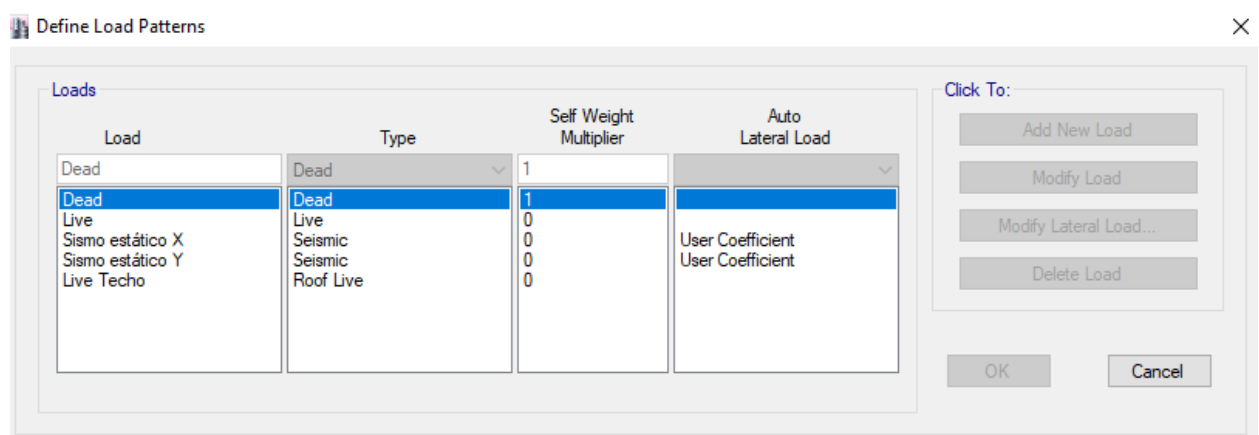 Define Load Patterns
Loads
Click To:
Load Type Self Weight Multiplier Auto Lateral Load
Dead Dead 1
Dead Dead 1
Live Live 0
Sismo estático X Seismic 0 User Coefficient
Sismo estático Y Seismic 0 User Coefficient
Live Techo Roof Live 0
Add New Load
Modify Load
Modify Lateral Load...
Delete Load
OK Cancel